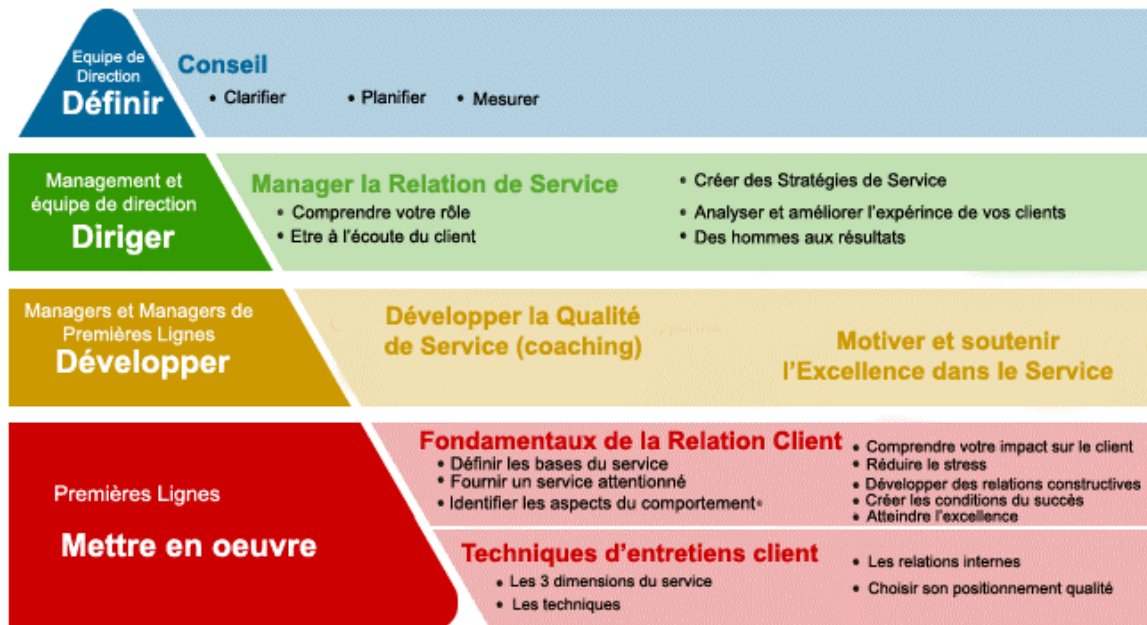 Equipe de
Direction
Définir
Conseil
• Clarifier
• Planifier
• Mesurer
Management et
équipe de direction
Diriger
Manager la Relation de Service
• Comprendre votre rôle
• Etre à l'écoute du client
• Créer des Stratégies de Service
• Analyser et améliorer l'expérince de vos clients
• Des hommes aux résultats
Managers et Managers de
Premières Lignes
Développer
Développer la Qualité
de Service (coaching)
Motiver et soutenir
l'Excellence dans le Service
Premières Lignes
Mettre en oeuvre
Fondamentaux de la Relation Client
• Définir les bases du service
• Fournir un service attentionné
• Identifier les aspects du comportement
• Comprendre votre impact sur le client
• Réduire le stress
• Développer des relations constructives
• Créer les conditions du succès
• Atteindre l'excellence
Techniques d'entretiens client
• Les 3 dimensions du service
• Les techniques
• Les relations internes
• Choisir son positionnement qualité